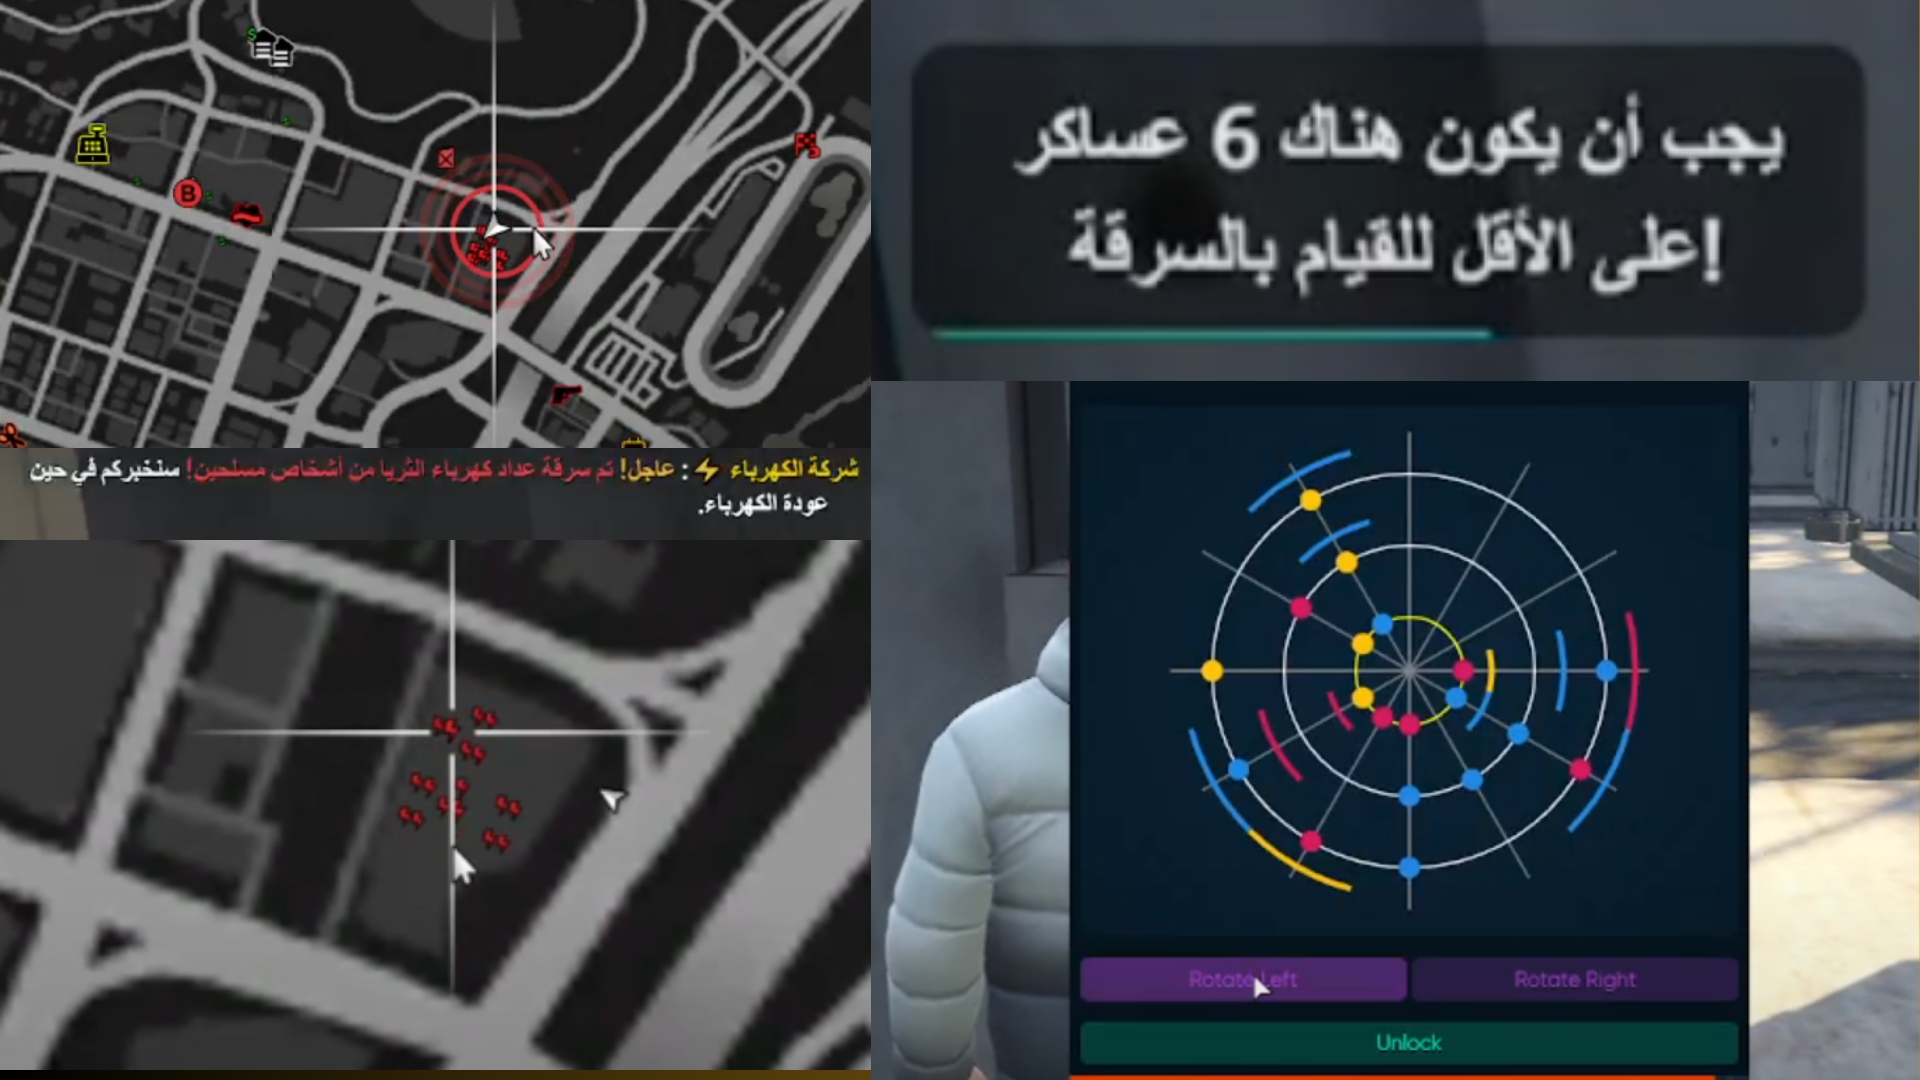 يجب أن يكون هناك 6 عساكر
على الأقل للقيام بالسرقة!
B
شركة الكهرباء ⚡ : عاجل! تم سرقة عداد كهرباء الثريا من أشخاص مسلحين! سنخبركم في حين
عودة الكهرباء.
Rotate Left
Rotate Right
Unlock